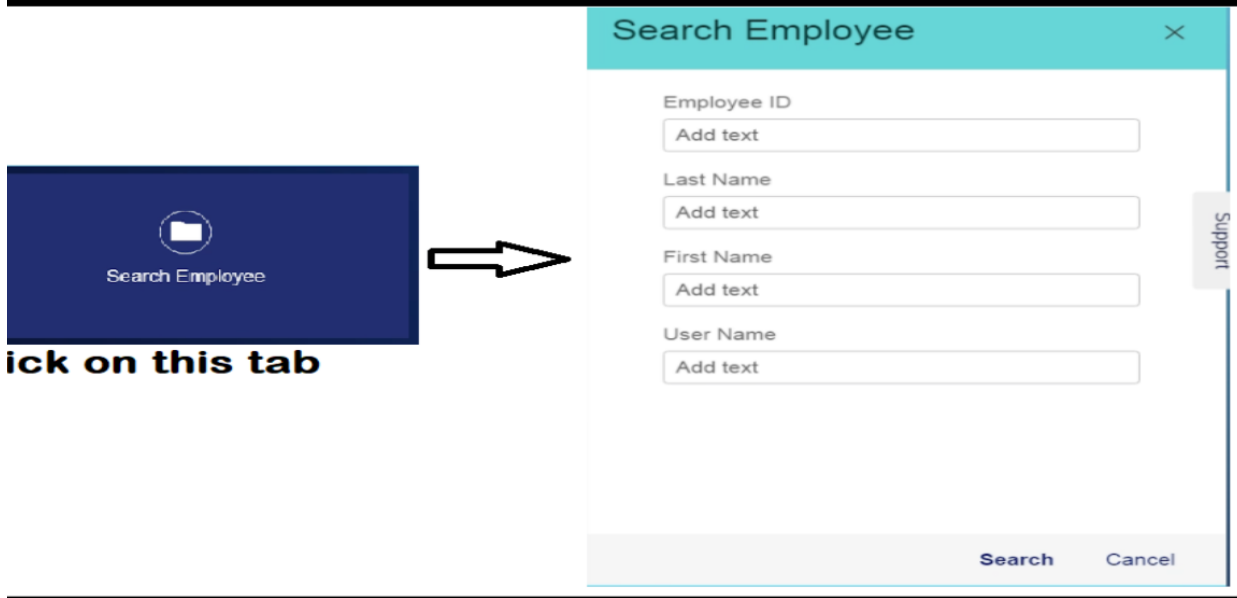 Search Employee
ick on this tab
Search Employee
Employee ID
Add text
Last Name
Add text
First Name
Add text
User Name
Add text
Support
Search Cancel